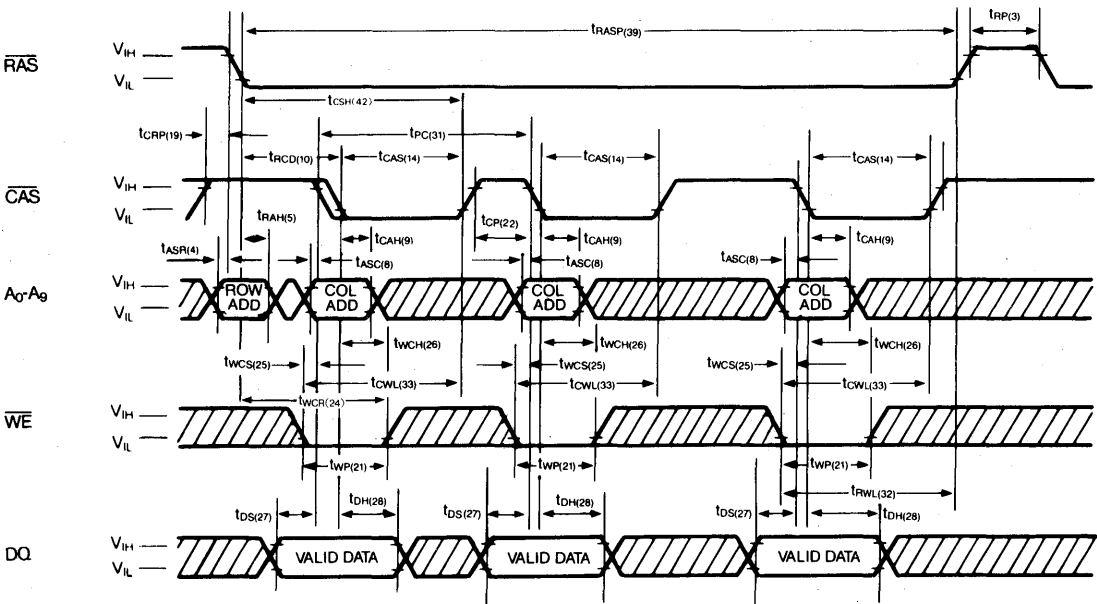 tRASP(39)
tRP(3)
RAS
VIH
VIL
tCSH(42)
tCRP(19)
tPC(31)
tRCD(10)
tCAS(14)
tCAS(14)
tCAS(14)
CAS
VIH
VIL
tRAH(5)
tCP(22)
tCAH(9)
tCAH(9)
tCAH(9)
tASR(4)
tASC(8)
tASC(8)
tASC(8)
A0-A9
VIH
VIL
ROW
ADD
COL
ADD
COL
ADD
COL
ADD
tWCH(26)
tWCH(26)
tWCH(26)
tWCS(25)
tWCS(25)
tWCS(25)
tCWL(33)
tCWL(33)
tCWL(33)
tWCR(24)
WE
VIH
VIL
tWP(21)
tWP(21)
tWP(21)
tRWL(32)
tDS(27)
tDH(28)
tDS(27)
tDH(28)
tDS(27)
tDH(28)
DQ
VIH
VIL
VALID DATA
VALID DATA
VALID DATA